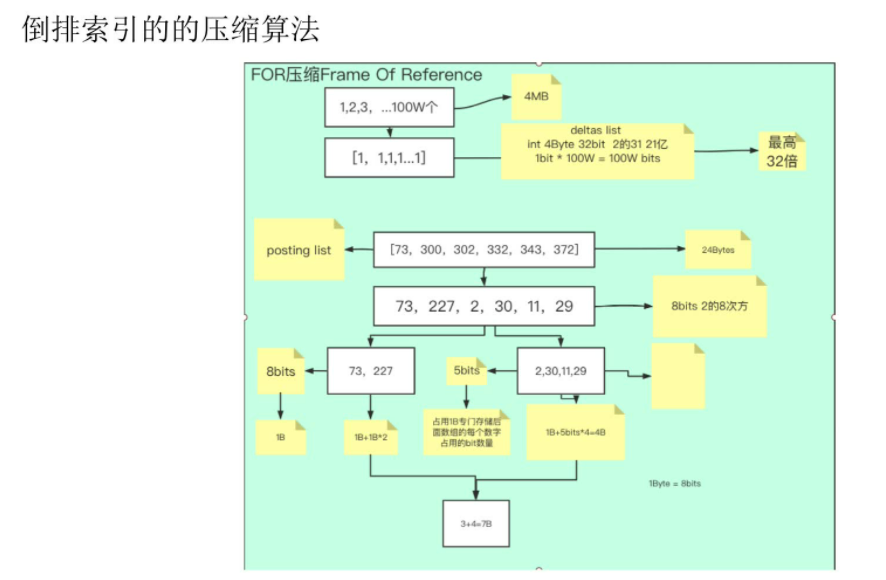 倒排索引的的压缩算法
FOR压缩Frame Of Reference
1,2,3，...100W个
4MB
[1，1,1,1...1]
deltas list
int 4Byte 32bit 2的31 21亿
1bit * 100W = 100W bits
最高
32倍
posting list
[73，300，302，332，343，372]
24Bytes
73，227，2，30，11，29
8bits 2的8次方
8bits
73，227
5bits
2,30,11,29
1B
1B+1B*2
占用1B专门存储后
面数组的每个数字
占用的bit数量
1B+5bits*4=4B
1Byte = 8bits
3+4=7B